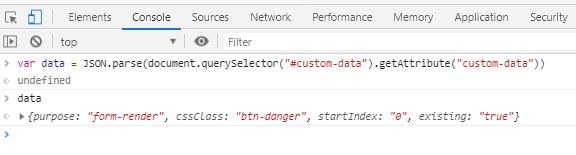 Elements Console Sources Network Performance Memory Application Security
top Filter
var data = JSON.parse(document.querySelector("#custom-data").getAttribute("custom-data"))
undefined
data
{purpose: "form-render", cssClass: "btn-danger", startIndex: "0", existing: "true"}